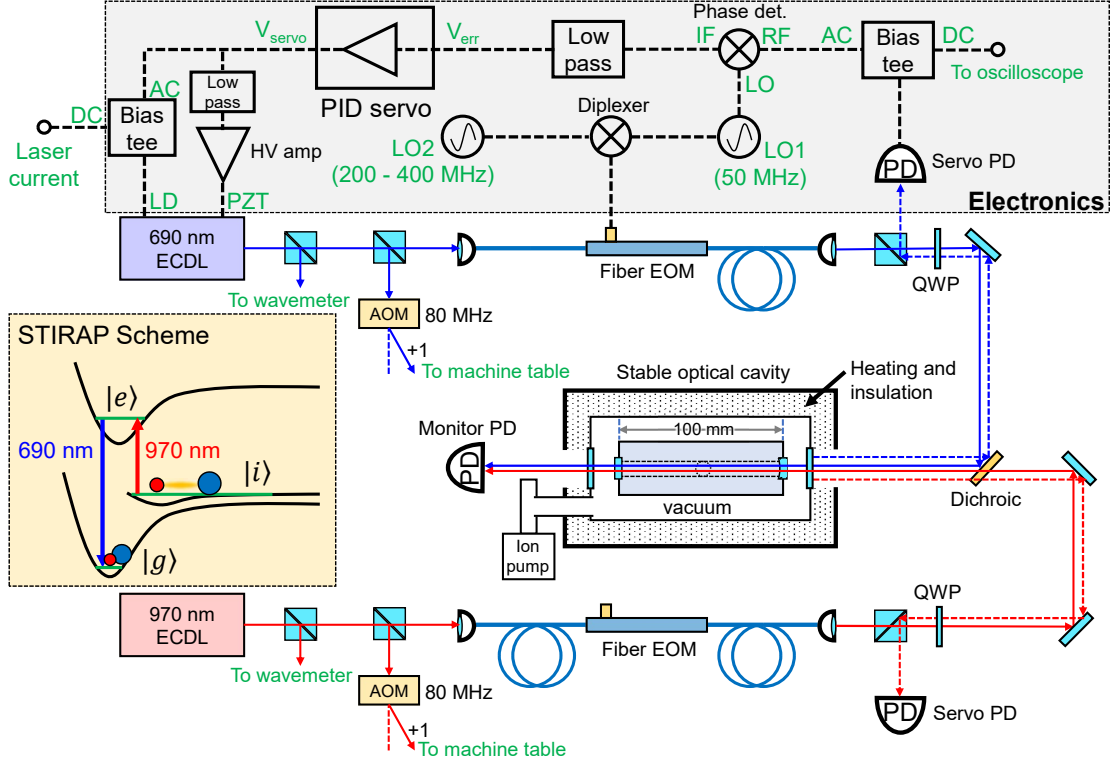 Phase det.
V_servo
V_err
IF
RF
AC
DC
Low
pass
Bias
tee
To oscilloscope
LO
AC
Low
pass
PID servo
Diplexer
DC
Bias
tee
HV amp
LO2
(200 - 400 MHz)
LO1
(50 MHz)
PD
Servo PD
Laser
current
LD
PZT
Electronics
690 nm
ECDL
Fiber EOM
QWP
To wavemeter
AOM
80 MHz
+1
To machine table
STIRAP Scheme
|e⟩
690 nm
970 nm
|i⟩
|g⟩
Stable optical cavity
Heating and
insulation
Monitor PD
PD
100 mm
vacuum
Dichroic
Ion
pump
970 nm
ECDL
Fiber EOM
QWP
To wavemeter
AOM
80 MHz
+1
To machine table
PD
Servo PD